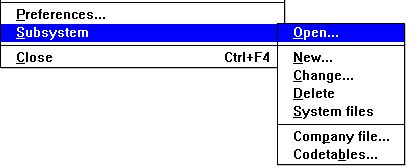 Preferences...
Subsystem
Close Ctrl+F4
Open...
New...
Change...
Delete
System files
Company file...
Codetables...